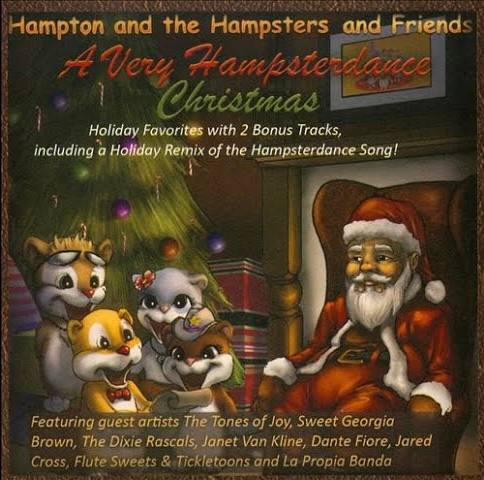 Hampton and the Hampsters and Friends
A Very Hampsterdance
Christmas
Holiday Favorites with 2 Bonus Tracks,
including a Holiday Remix of the Hampsterdance Song!
Featuring guest artists The Tones of Joy, Sweet Georgia
Brown, The Dixie Rascals, Janet Van Kline, Dante Fiore, Jared
Cross, Flute Sweets & Tickletoons and La Propia Banda